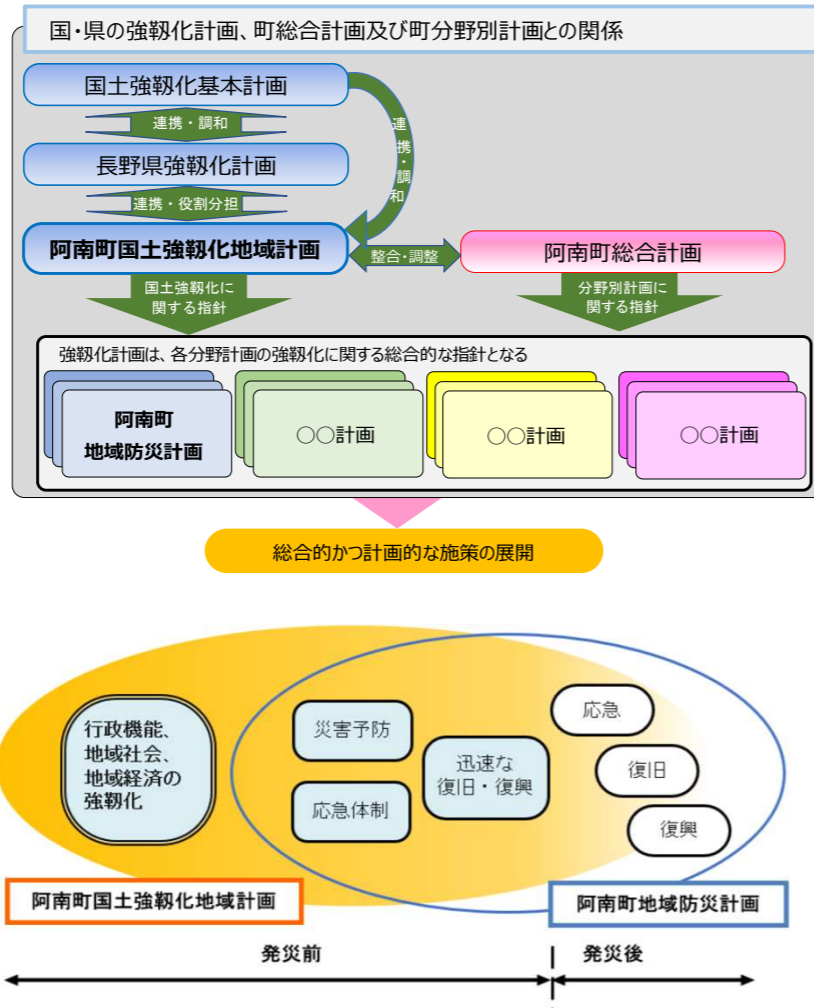 国・県の強靱化計画、町総合計画及び町分野別計画との関係
国土強靱化基本計画
連携・調和
連携・調和
長野県強靱化計画
連携・役割分担
阿南町国土強靱化地域計画
整合・調整
阿南町総合計画
国土強靱化に
関する指針
分野別計画に
関する指針
強靱化計画は、各分野計画の強靱化に関する総合的な指針となる
阿南町
地域防災計画
○○計画
○○計画
○○計画
総合的かつ計画的な施策の展開
行政機能、
地域社会、
地域経済の
強靱化
災害予防
応急体制
迅速な
復旧・復興
応急
復旧
復興
阿南町国土強靱化地域計画
阿南町地域防災計画
発災前
発災後